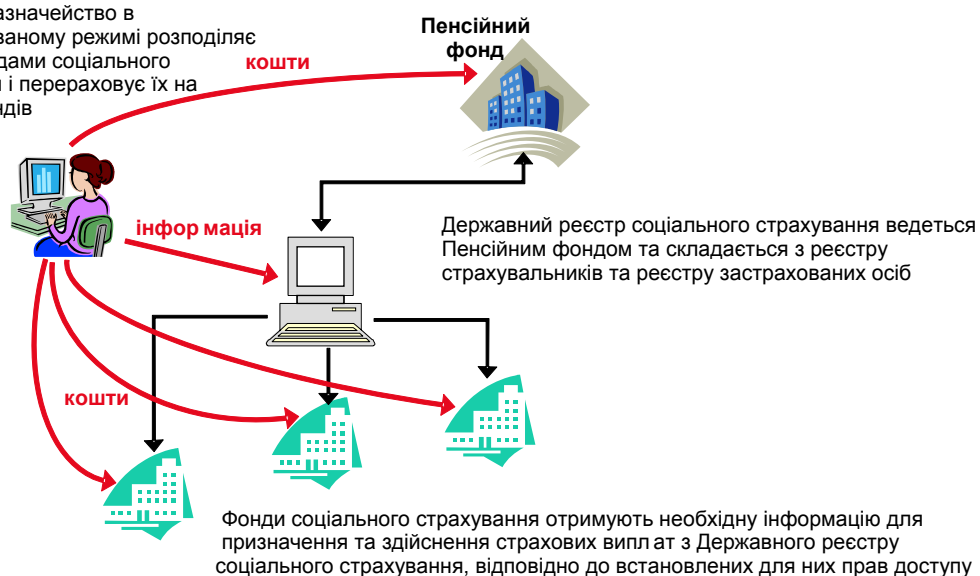 азначейство в
ваному режимі розподіляє
дами соціального
і перераховує їх на
ндів
Пенсійний
фонд
кошти
інфор мація
Державний реєстр соціального страхування ведеться
Пенсійним фондом та складається з реєстру
страхувальників та реєстру застрахованих осіб
кошти
Фонди соціального страхування отримують необхідну інформацію для
призначення та здійснення страхових випл ат з Державного реєстру
соціального страхування, відповідно до встановлених для них прав доступу